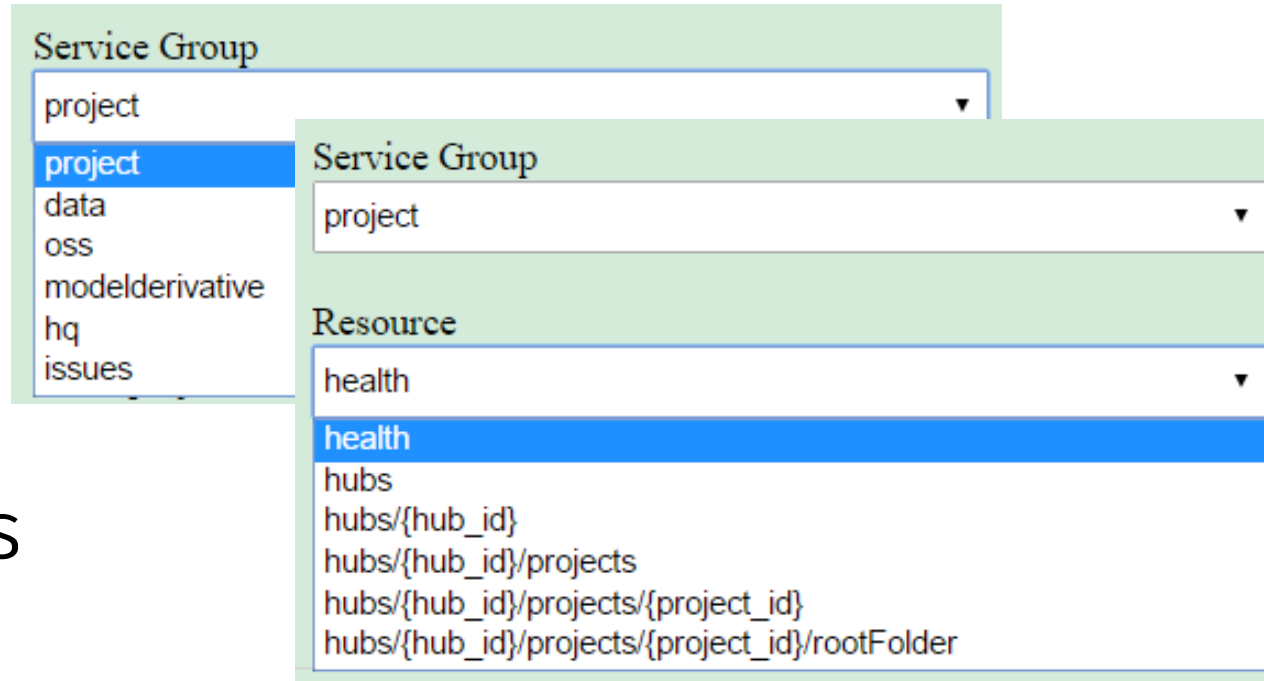 Service Group
project
project
data
oss
modelderivative
hq
issues
Service Group
project
Resource
health
health
hubs
hubs/{hub_id}
hubs/{hub_id}/projects
hubs/{hub_id}/projects/{project_id}
hubs/{hub_id}/projects/{project_id}/rootFolder
s